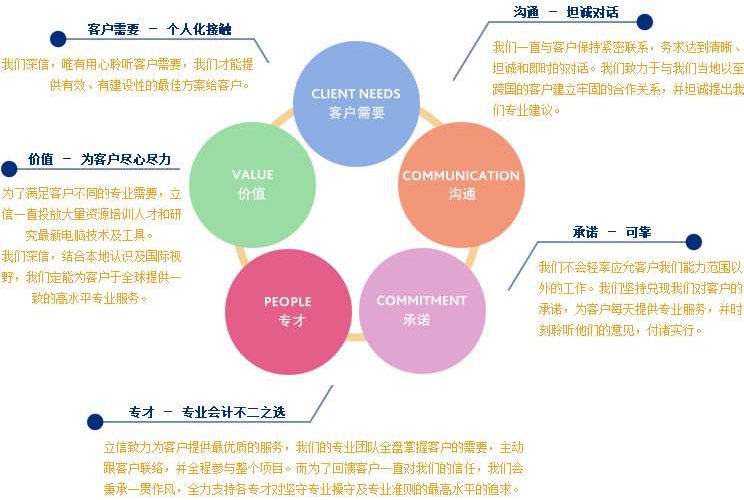 客户需要 － 个人化接触
我们深信，唯有用心聆听客户需要，我们才能提
供有效、有建设性的最佳方案给客户。
沟通 － 坦诚对话
我们一直与客户保持紧密联系，务求达到清晰、
坦诚和即时的对话。我们致力于与我们当地以至
跨国的客户建立牢固的合作关系，并坦诚提出我
们专业建议。
CLIENT NEEDS
客户需要
VALUE
价值
COMMUNICATION
沟通
PEOPLE
专才
COMMITMENT
承诺
价值 － 为客户尽心尽力
为了满足客户不同的专业需要，立
信一直投放大量资源培训人才和研
究最新电脑技术及工具。
我们深信，结合本地认识及国际视
野，我们定能为客户于全球提供一
致的高水平专业服务。
承诺 － 可靠
我们不会轻率应允客户我们能力范围以
外的工作。我们坚持兑现我们对客户的
承诺，为客户每天提供专业服务，并时
刻聆听他们的意见，付诸实行。
专才 － 专业会计不二之选
立信致力为客户提供最优质的服务，我们的专业团队全盘掌握客户的需要，主动
跟客户联络，并全程参与整个项目。而为了回馈客户一直对我们的信任，我们会
秉承一贯作风，全力支持各专才对坚守专业操守及专业准则的最高水平的追求。